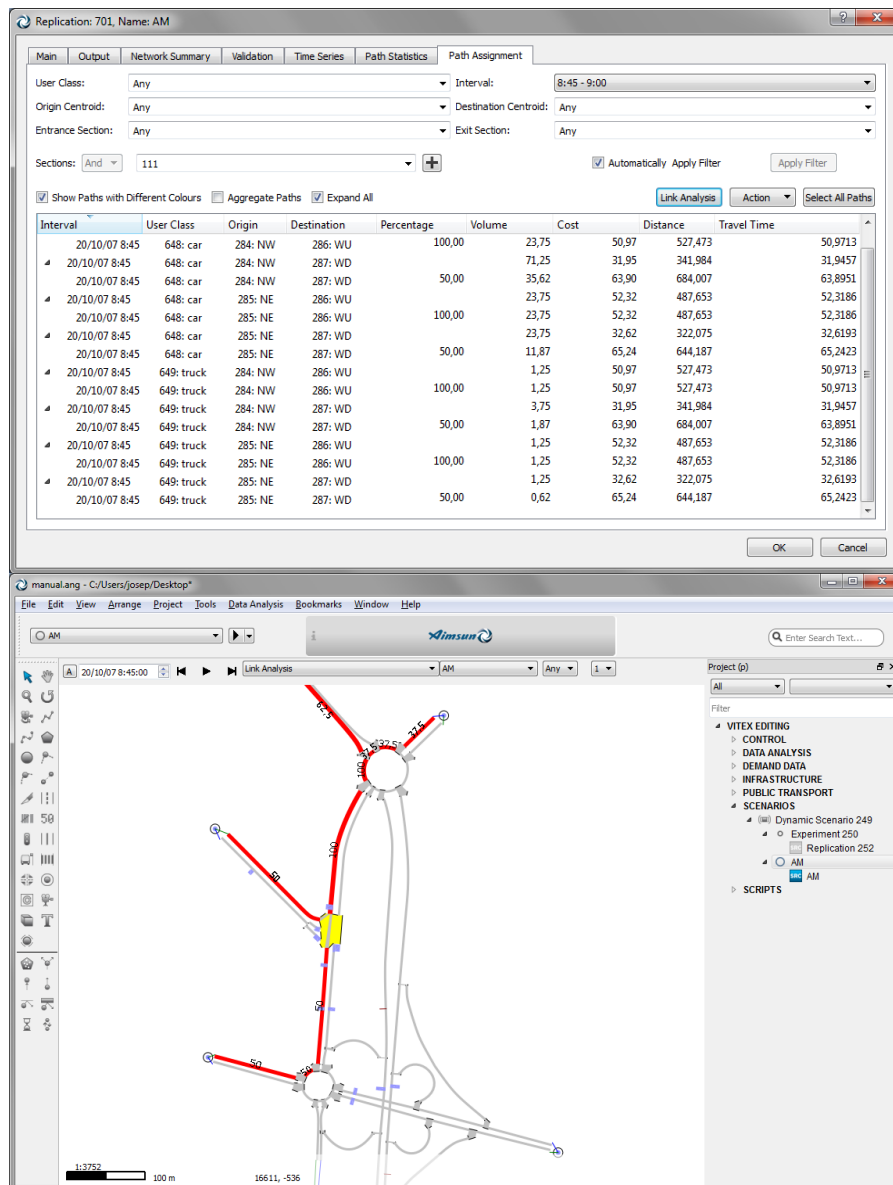 Replication: 701, Name: AM
Main Output Network Summary Validation Time Series Path Statistics Path Assignment
User Class: Any Interval: 8:45 - 9:00
Origin Centroid: Any Destination Centroid: Any
Entrance Section: Any Exit Section: Any
Sections: And 111 Automatically Apply Filter Apply Filter
Show Paths with Different Colours Aggregate Paths Expand All Link Analysis Action Select All Paths
Interval User Class Origin Destination Percentage Volume Cost Distance Travel Time
20/10/07 8:45 648: car 284: NW 286: WU 100,00 23,75 50,97 527,473 50,9713
20/10/07 8:45 648: car 284: NW 287: WD 71,25 31,95 341,984 31,9457
20/10/07 8:45 648: car 284: NW 287: WD 50,00 35,62 63,90 684,007 63,8951
20/10/07 8:45 648: car 285: NE 286: WU 23,75 52,32 487,653 52,3186
20/10/07 8:45 648: car 285: NE 286: WU 100,00 23,75 52,32 487,653 52,3186
20/10/07 8:45 648: car 285: NE 287: WD 23,75 32,62 322,075 32,6193
20/10/07 8:45 648: car 285: NE 287: WD 50,00 11,87 65,24 644,187 65,2423
20/10/07 8:45 649: truck 284: NW 286: WU 1,25 50,97 527,473 50,9713
20/10/07 8:45 649: truck 284: NW 286: WU 100,00 1,25 50,97 527,473 50,9713
20/10/07 8:45 649: truck 284: NW 287: WD 3,75 31,95 341,984 31,9457
20/10/07 8:45 649: truck 284: NW 287: WD 50,00 1,87 63,90 684,007 63,8951
20/10/07 8:45 649: truck 285: NE 286: WU 1,25 52,32 487,653 52,3186
20/10/07 8:45 649: truck 285: NE 286: WU 100,00 1,25 52,32 487,653 52,3186
20/10/07 8:45 649: truck 285: NE 287: WD 1,25 32,62 322,075 32,6193
20/10/07 8:45 649: truck 285: NE 287: WD 50,00 0,62 65,24 644,187 65,2423
OK Cancel
manual.ang - C:/Users/josep/Desktop*
File Edit View Arrange Project Tools Data Analysis Bookmarks Window Help
AM Aimsun Enter Search Text...
A 20/10/07 8:45:00 Link Analysis AM Any 1 Project (p)
All
Filter
VITEX EDITING
CONTROL
DATA ANALYSIS
DEMAND DATA
INFRASTRUCTURE
PUBLIC TRANSPORT
SCENARIOS
Dynamic Scenario 249
Experiment 250
SRC Replication 252
AM
SRC AM
SCRIPTS
50
62,5
37,5
37,5
37,5
100
100
50
50
50
50
1:3752
100 m 16611, -536